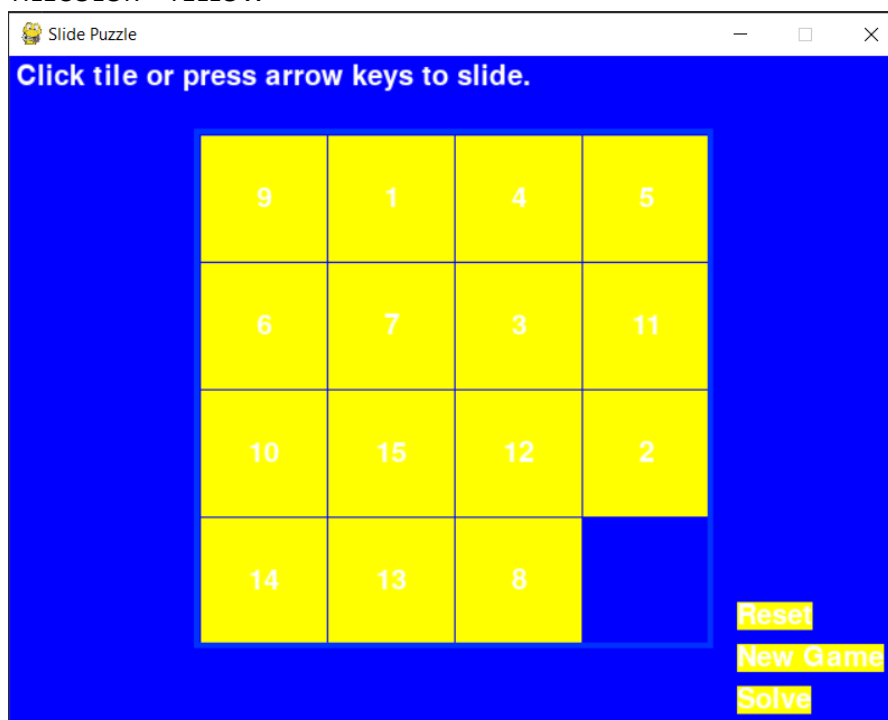 Slide Puzzle
Click tile or press arrow keys to slide.
9 1 4 5
6 7 3 11
10 15 12 2
14 13 8
Reset
New Game
Solve